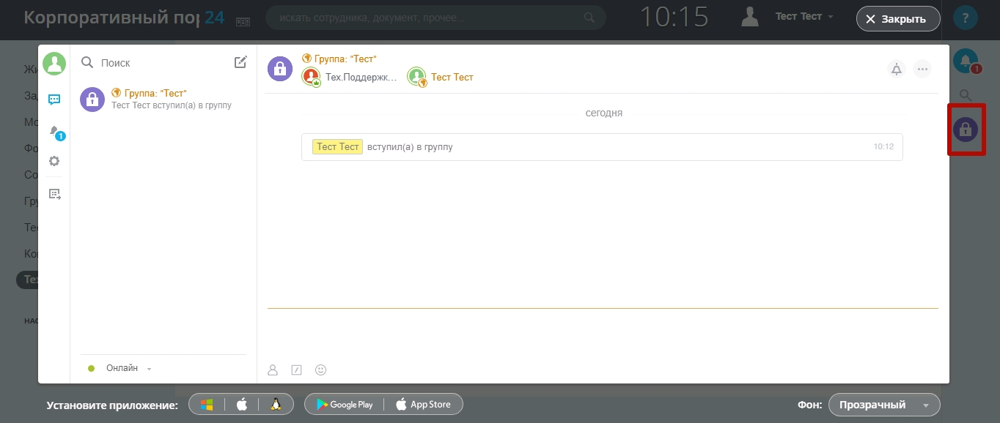 Корпоративный пор 24
искать сотрудника, документ, прочее...
10:15
Тест Тест
Закрыть
?
Поиск
Группа: "Тест"
Тест Тест вступил(а) в группу
1
Онлайн
Группа: "Тест"
Тех.Поддержк... Тест Тест
...
сегодня
Тест Тест вступил(а) в группу 10:12
1
Жи
За
Мо
Фо
Со
Гру
Тес
Ко
Тех
НАС
Установите приложение:
Google Play
App Store
Фон: Прозрачный